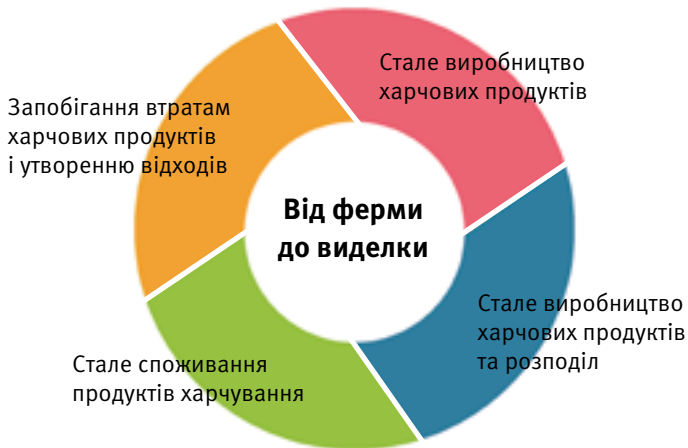 Стале виробництво
харчових продуктів
Запобігання втратам
харчових продуктів
і утворенню відходів
Від ферми
до виделки
Стале виробництво
харчових продуктів
та розподіл
Стале споживання
продуктів харчування